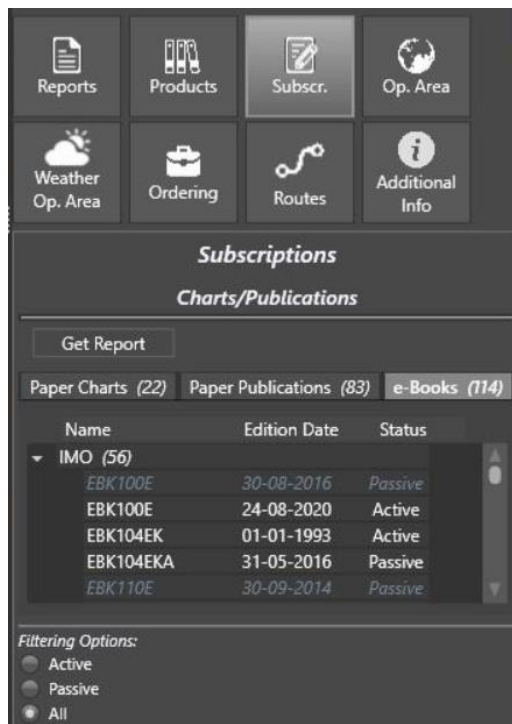 Reports Products Subscr. Op. Area
Weather
Op. Area Ordering Routes Additional
Info
Subscriptions
Charts/Publications
Get Report
Paper Charts (22) Paper Publications (83) e-Books (114)
Name Edition Date Status
IMO (56)
EBK100E 30-08-2016 Passive
EBK100E 24-08-2020 Active
EBK104EK 01-01-1993 Active
EBK104EKA 31-05-2016 Passive
EBK110E 30-09-2014 Passive
Filtering Options:
Active
Passive
All